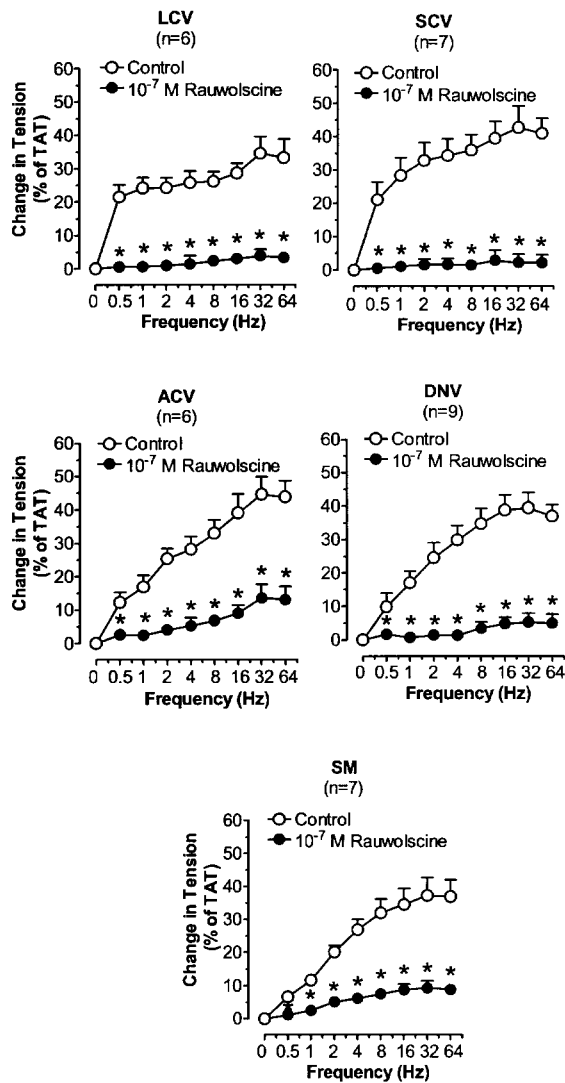 LCV
(n=6)
Control
10⁻⁷ M Rauwolscine
Change in Tension
(% of TAT)
60
50
40
30
20
10
0
* * * * * * * *
0 0.5 1 2 4 8 16 32 64
Frequency (Hz)
SCV
(n=7)
Control
10⁻⁷ M Rauwolscine
60
50
40
30
20
10
0
* * * * * * * *
0 0.5 1 2 4 8 16 32 64
Frequency (Hz)
ACV
(n=6)
Control
10⁻⁷ M Rauwolscine
Change in Tension
(% of TAT)
60
50
40
30
20
10
0
* * * * * * * *
0 0.5 1 2 4 8 16 32 64
Frequency (Hz)
DNV
(n=9)
Control
10⁻⁷ M Rauwolscine
60
50
40
30
20
10
0
* * * * * * * *
0 0.5 1 2 4 8 16 32 64
Frequency (Hz)
SM
(n=7)
Control
10⁻⁷ M Rauwolscine
Change in Tension
(% of TAT)
60
50
40
30
20
10
0
* * * * * * *
0 0.5 1 2 4 8 16 32 64
Frequency (Hz)